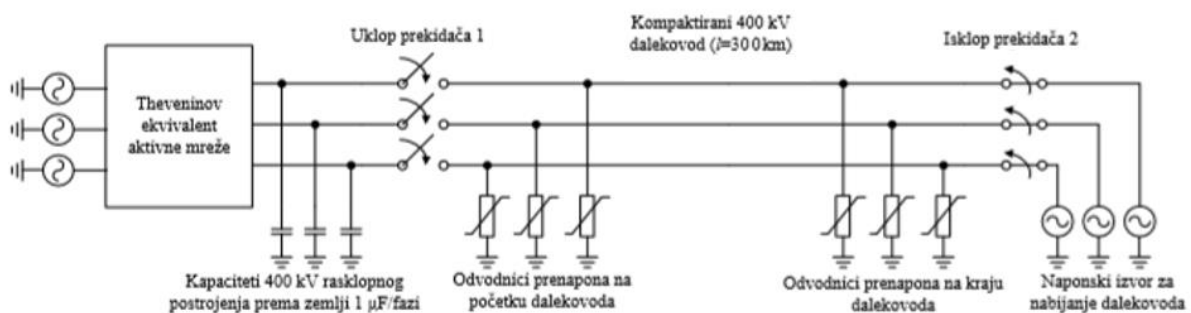 Kompaktirani 400 kV
dalekovod (l=300km)
Uklop prekidača 1
Isklop prekidača 2
Theveninov
ekvivalent
aktivne mreže
Kapaciteti 400 kV rasklopnog
postrojenja prema zemlji 1 μF/fazi
Odvodnici prenapona na
početku dalekovoda
Odvodnici prenapona na kraju
dalekovoda
Naponski izvor za
nabijanje dalekovoda